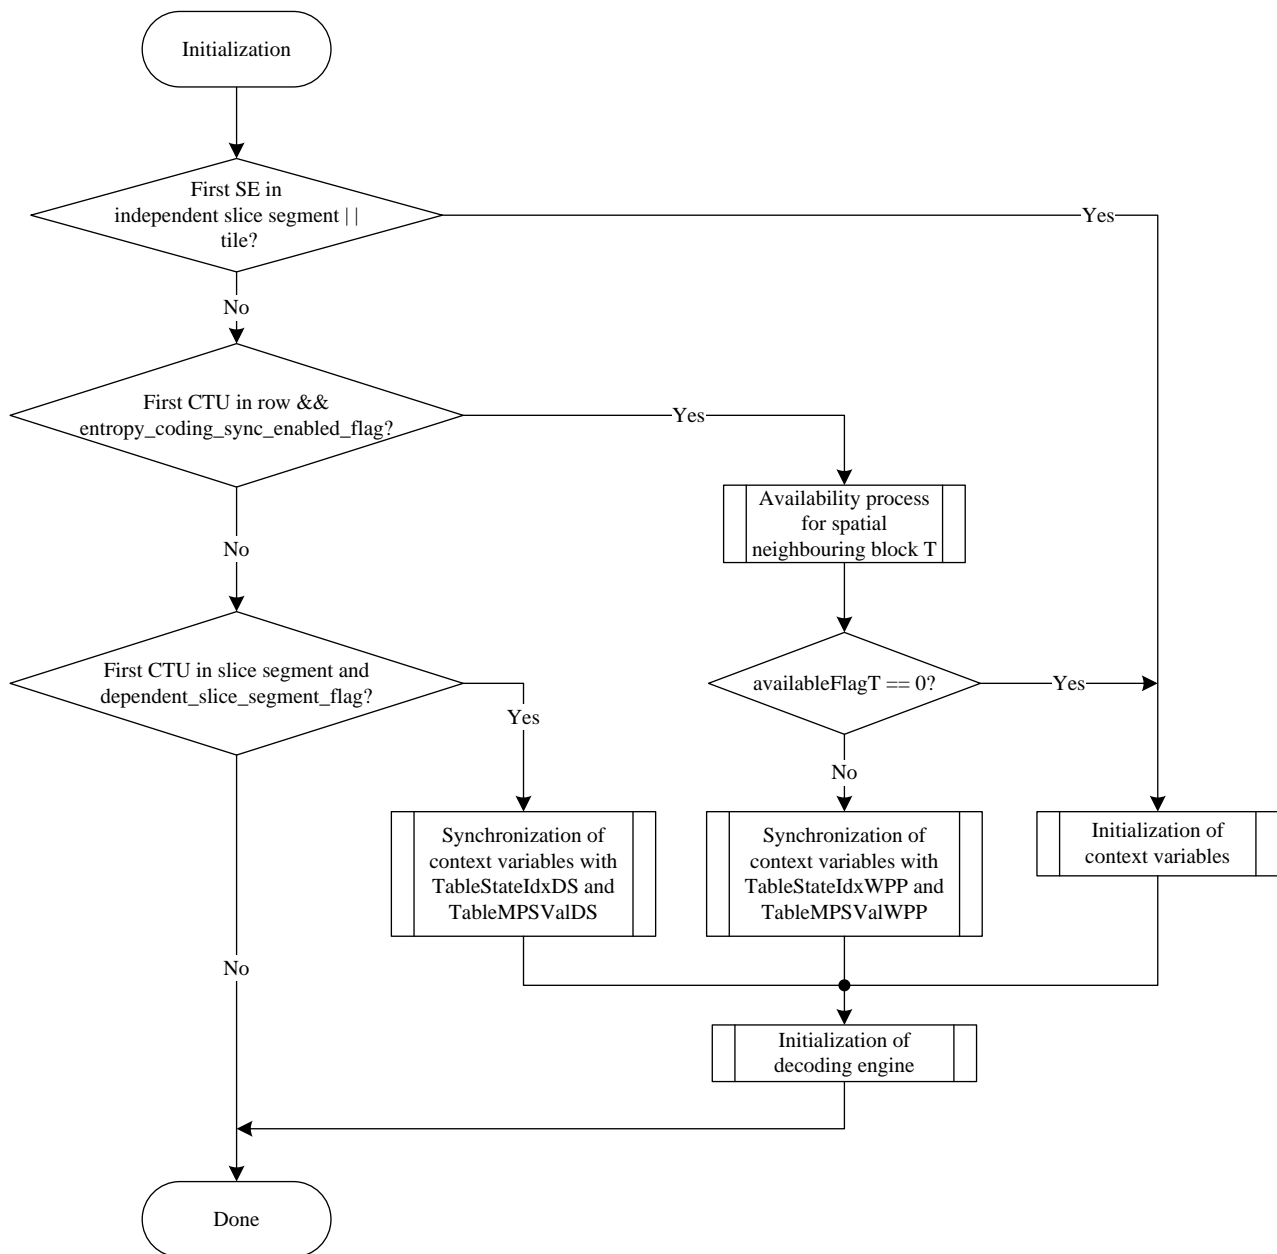 Initialization
First SE in
independent slice segment ||
tile?
Yes
No
First CTU in row &&
entropy_coding_sync_enabled_flag?
Yes
Availability process
for spatial
neighbouring block T
No
First CTU in slice segment and
dependent_slice_segment_flag?
Yes
availableFlagT == 0?
Yes
No
Synchronization of
context variables with
TableStateIdxDS and
TableMPSValDS
Synchronization of
context variables with
TableStateIdxWPP and
TableMPSValWPP
Initialization of
context variables
No
Initialization of
decoding engine
Done